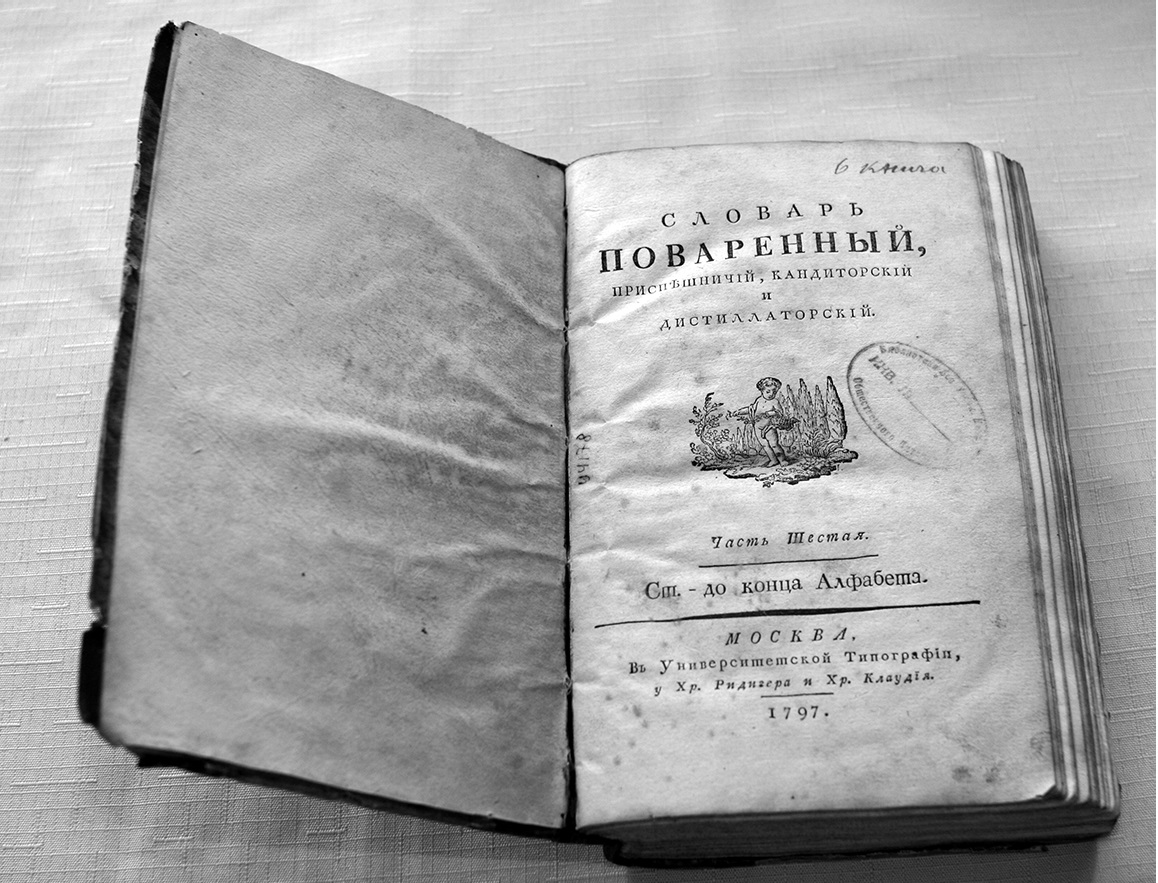 6 книга
СЛОВАРЬ
ПОВАРЕННЫЙ,
ПРИСПѢШНИЧІЙ, КАНДИТОРСКІЙ
И
ДИСТИЛЛАТОРСКІЙ.
ИНВ.
Часть Шестая.
Ст. - до конца Алфабета.
МОСКВА,
Въ Университетской Типографіи,
у Хр. Ридигера и Хр. Клаудія.
1797.